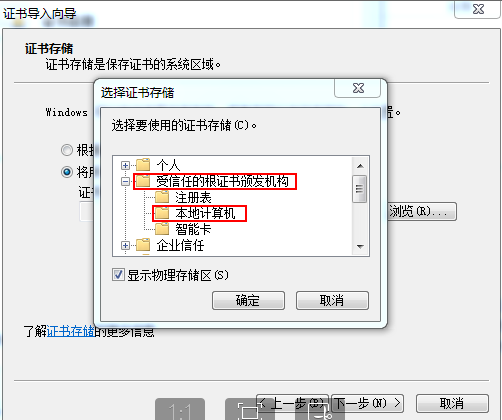 证书导入向导
证书存储
证书存储是保存证书的系统区域。
Windows
置。
选择证书存储
选择要使用的证书存储(C)。
个人
受信任的根证书颁发机构
注册表
本地计算机
智能卡
企业信任
显示物理存储区(S)
确定
取消
根据
将所
证
浏览(R)...
了解证书存储的更多信息
1:1
< 上一步(B)
下一步(N) >
取消